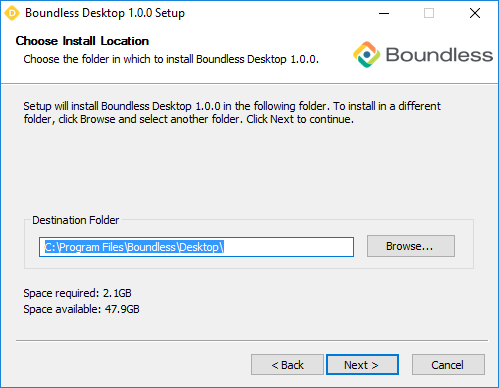 D Boundless Desktop 1.0.0 Setup
Choose Install Location
Choose the folder in which to install Boundless Desktop 1.0.0.
Boundless
Setup will install Boundless Desktop 1.0.0 in the following folder. To install in a different
folder, click Browse and select another folder. Click Next to continue.
Destination Folder
C:\Program Files\Boundless\Desktop\
Browse...
Space required: 2.1GB
Space available: 47.9GB
< Back
Next >
Cancel